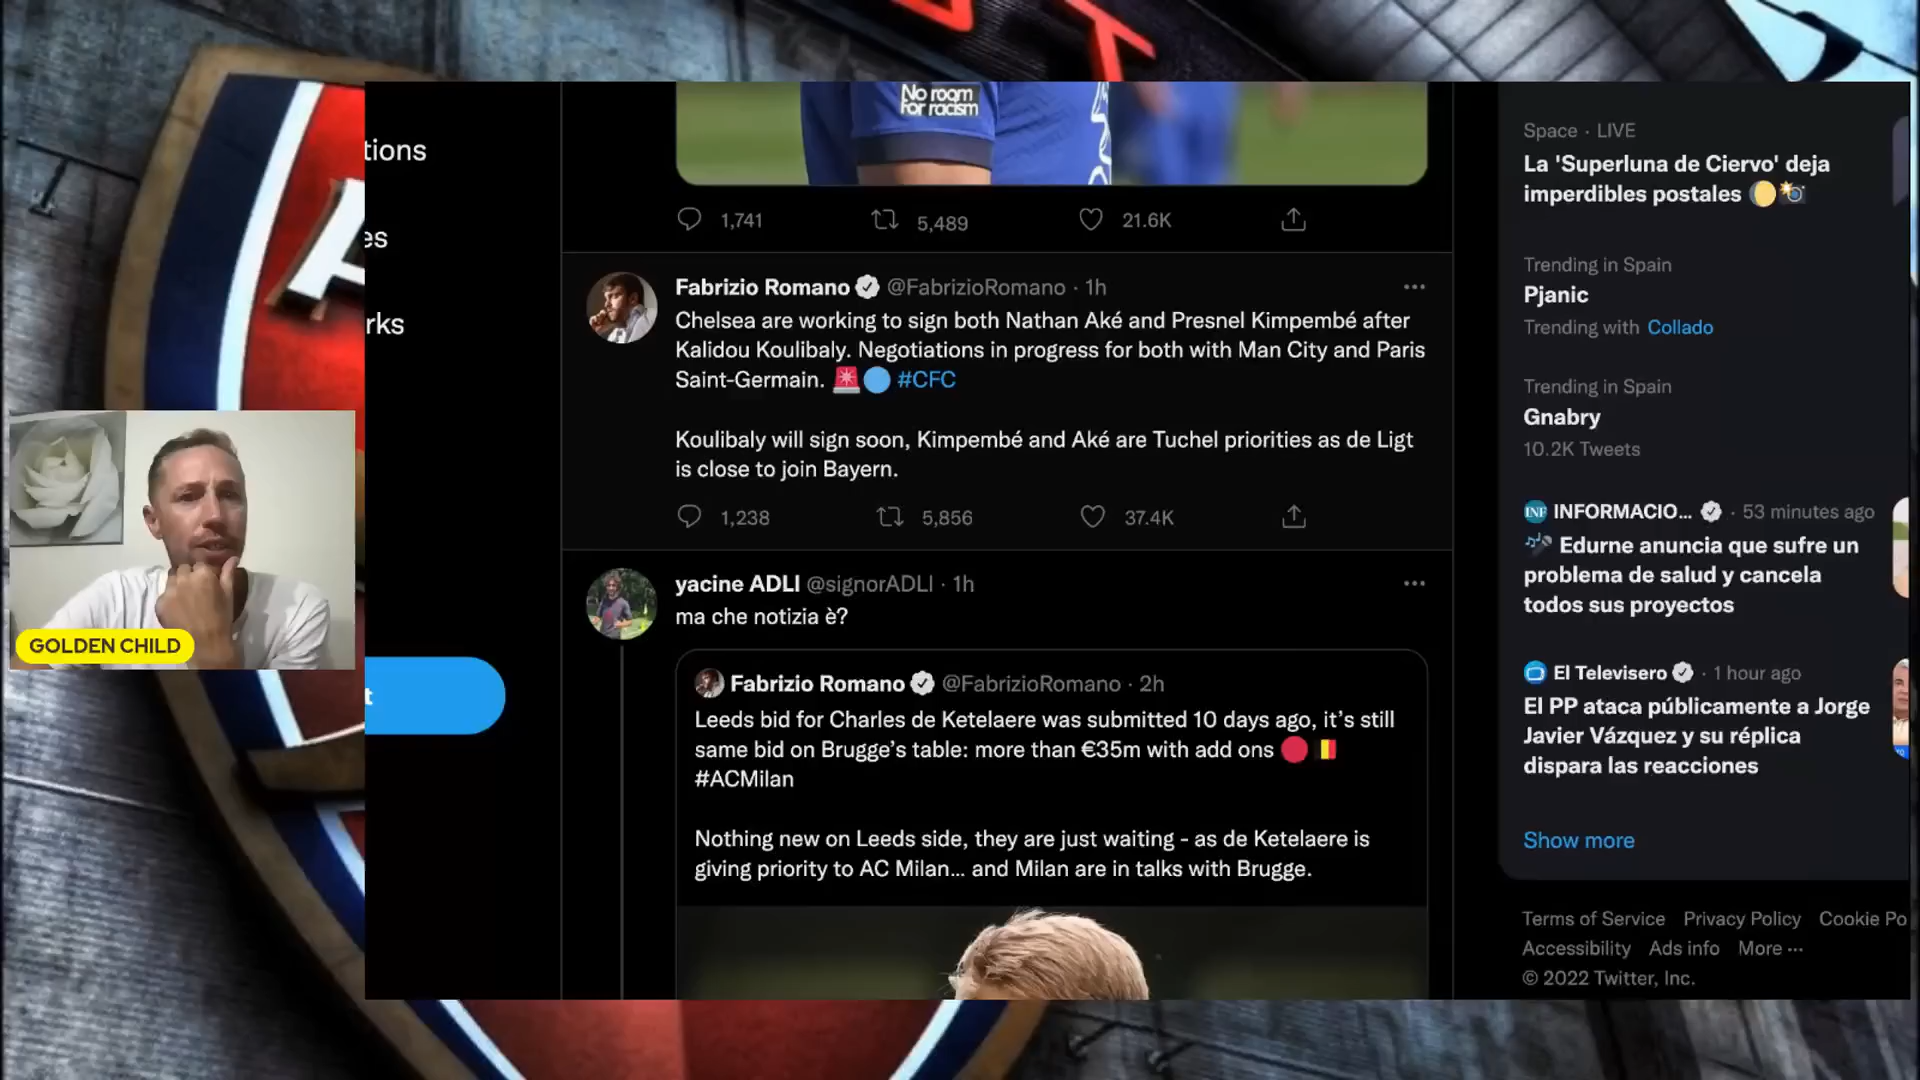 ST
A
tions
es
rks
t
GOLDEN CHILD
No room
for racism
1,741
5,489
21.6K
Fabrizio Romano @FabrizioRomano · 1h
Chelsea are working to sign both Nathan Aké and Presnel Kimpembé after
Kalidou Koulibaly. Negotiations in progress for both with Man City and Paris
Saint-Germain. 🚨🔵 #CFC
Koulibaly will sign soon, Kimpembé and Aké are Tuchel priorities as de Ligt
is close to join Bayern.
1,238
5,856
37.4K
yacine ADLI @signorADLI · 1h
ma che notizia è?
Fabrizio Romano @FabrizioRomano · 2h
Leeds bid for Charles de Ketelaere was submitted 10 days ago, it’s still
same bid on Brugge’s table: more than €35m with add ons 🔴🇧🇪
#ACMilan
Nothing new on Leeds side, they are just waiting - as de Ketelaere is
giving priority to AC Milan… and Milan are in talks with Brugge.
Space · LIVE
La 'Superluna de Ciervo' deja
imperdibles postales 🌔📸
Trending in Spain
Pjanic
Trending with Collado
Trending in Spain
Gnabry
10.2K Tweets
INF INFORMACIO... · 53 minutes ago
🎤 Edurne anuncia que sufre un
problema de salud y cancela
todos sus proyectos
El Televisero · 1 hour ago
El PP ataca públicamente a Jorge
Javier Vázquez y su réplica
dispara las reacciones
Show more
Terms of Service Privacy Policy Cookie Po
Accessibility Ads info More ···
© 2022 Twitter, Inc.